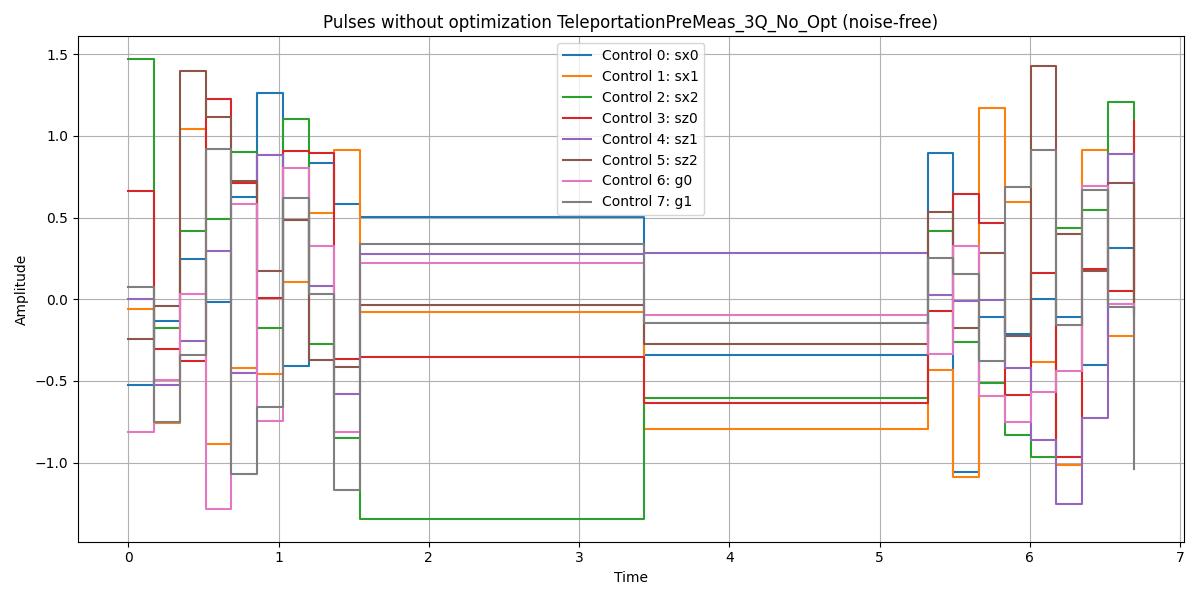 Pulses without optimization TeleportationPreMeas_3Q_No_Opt (noise-free)
Amplitude
1.5
1.0
0.5
0.0
−0.5
−1.0
Control 0: sx0
Control 1: sx1
Control 2: sx2
Control 3: sz0
Control 4: sz1
Control 5: sz2
Control 6: g0
Control 7: g1
0 1 2 3 4 5 6 7
Time